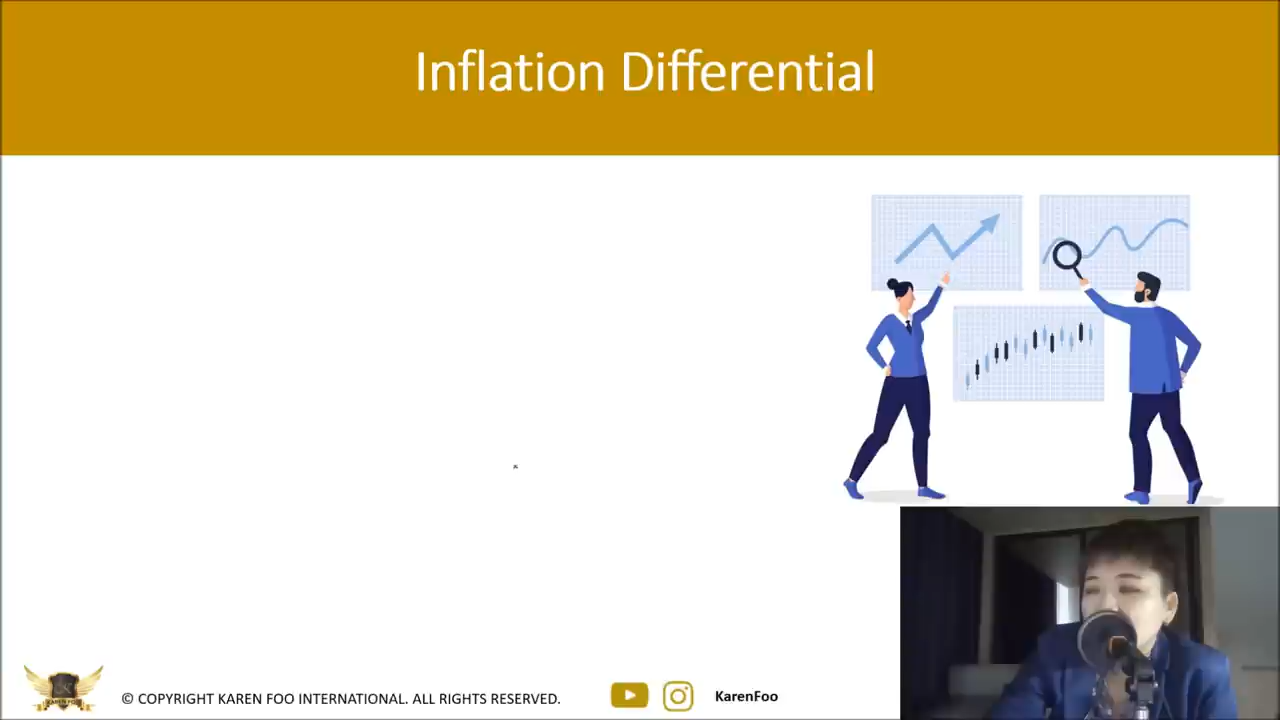 Inflation Differential
© COPYRIGHT KAREN FOO INTERNATIONAL. ALL RIGHTS RESERVED.
KarenFoo